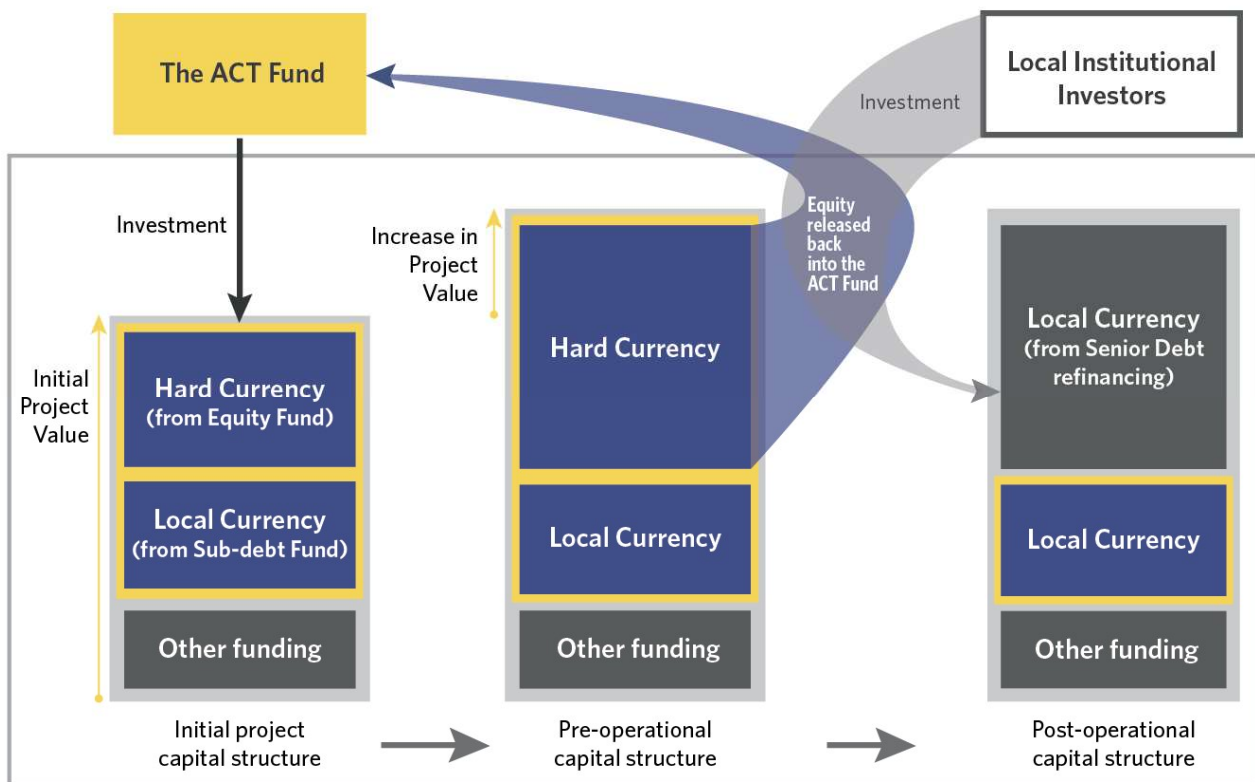 The ACT Fund
Investment
Local Institutional
Investors
Investment
Initial
Project
Value
Hard Currency
(from Equity Fund)
Local Currency
(from Sub-debt Fund)
Other funding
Increase in
Project
Value
Hard Currency
Local Currency
Other funding
Equity
released
back
into the
ACT Fund
Local Currency
(from Senior Debt
refinancing)
Local Currency
Other funding
Initial project
capital structure
Pre-operational
capital structure
Post-operational
capital structure